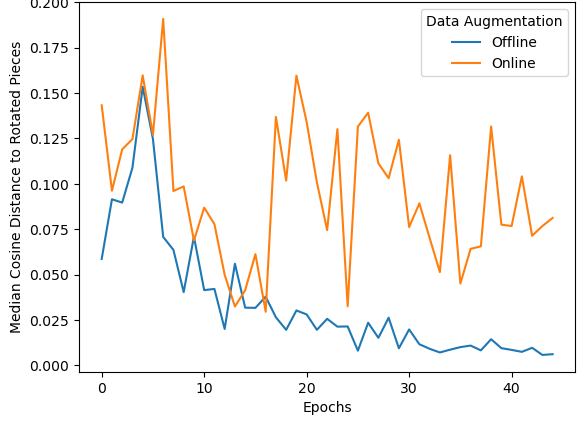 0.200
0.175
0.150
0.125
0.100
0.075
0.050
0.025
0.000
Median Cosine Distance to Rotated Pieces
Data Augmentation
Offline
Online
0 10 20 30 40
Epochs